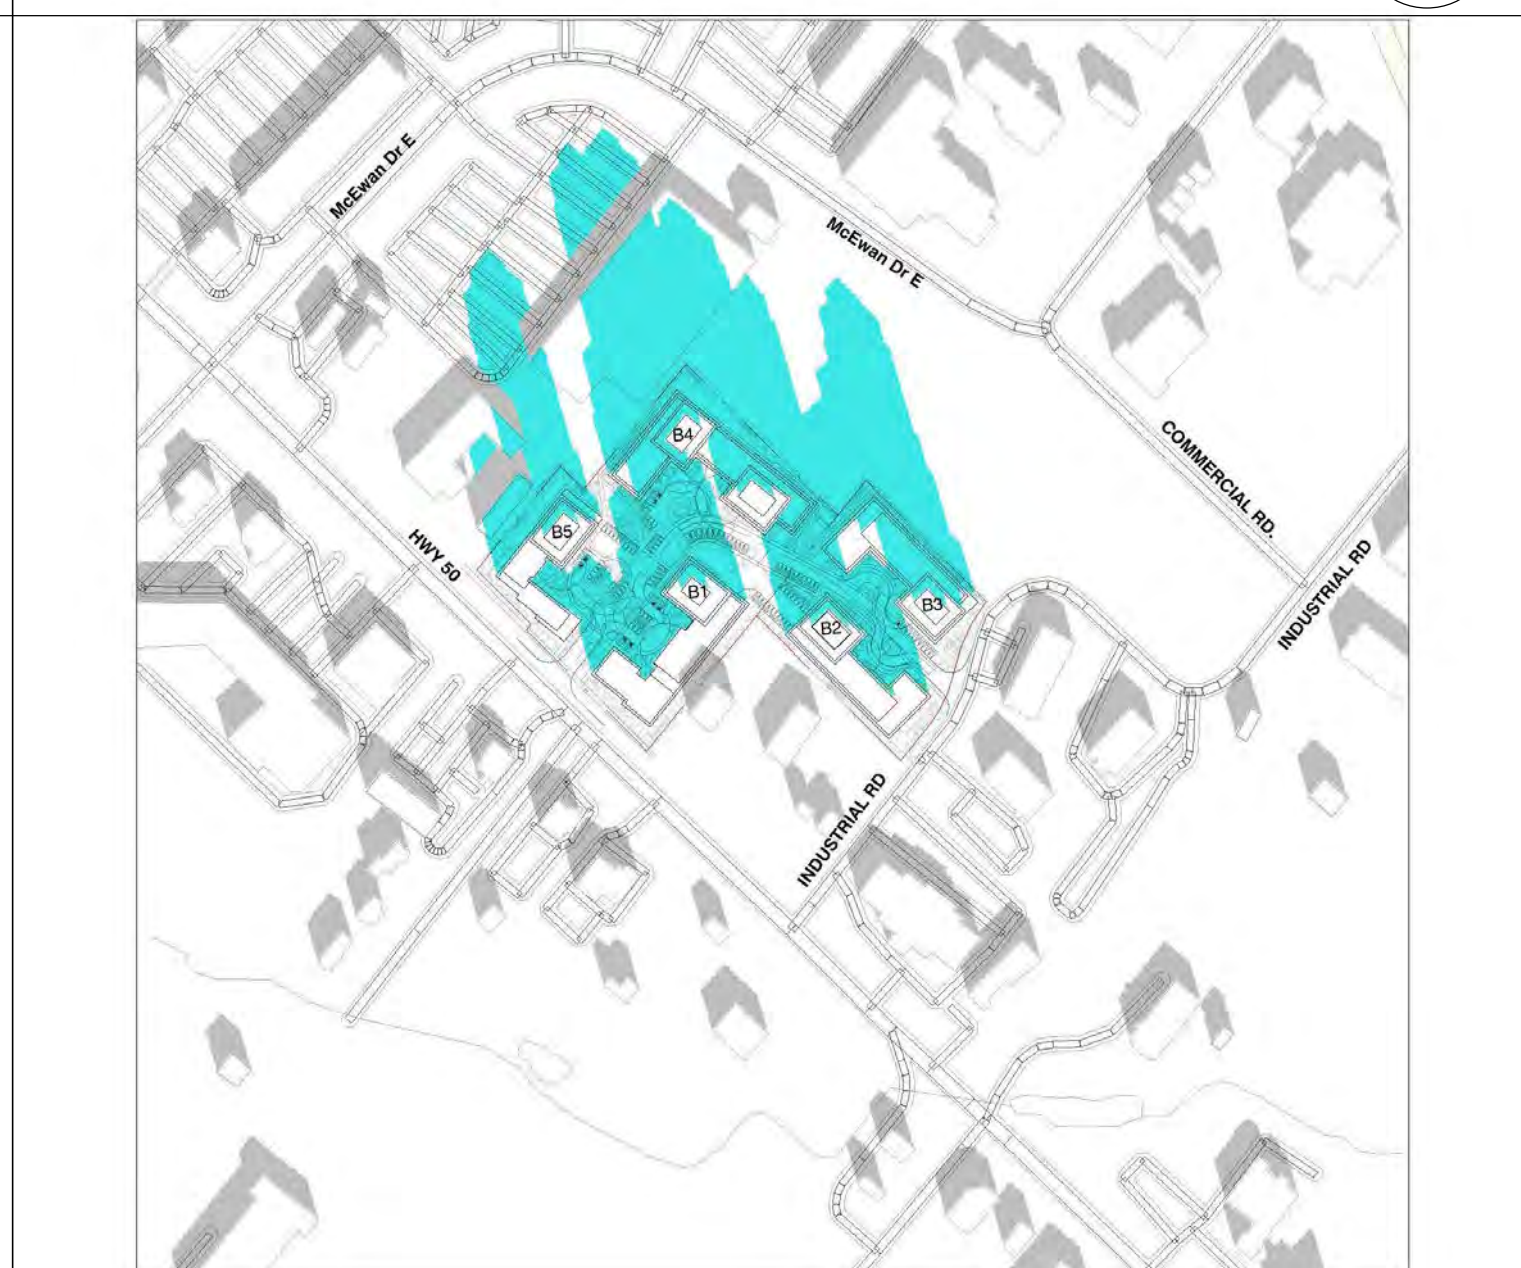 McEwan Dr E
McEwan Dr E
COMMERCIAL RD.
B4
HWY 50
B5
INDUSTRIAL RD
B1
B3
B2
INDUSTRIAL RD